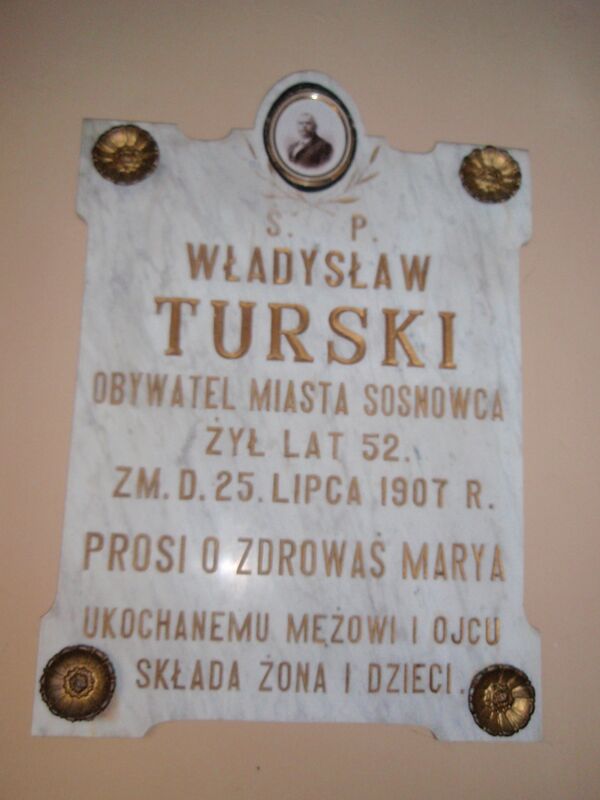 S. P.
WŁADYSŁAW
TURSKI
OBYWATEL MIASTA SOSNOWCA
ŻYŁ LAT 52.
ZM. D. 25. LIPCA 1907 R.
PROSI O ZDROWAŚ MARYA
UKOCHANEMU MĘŻOWI I OJCU
SKŁADA ŻONA I DZIECI.